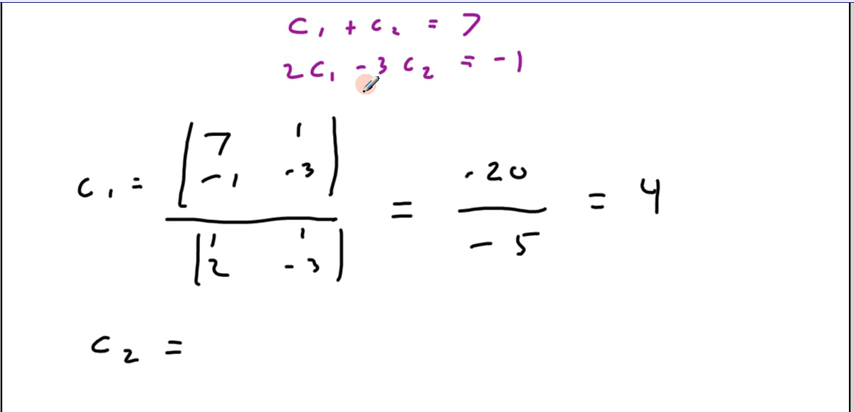 c₁ + c₂ = 7
2c₁ - 3c₂ = -1
c₁ = | 7 1 | = -20 = 4
| -1 -3 | - 5
| 1 1 |
| 2 -3 |
c₂ =